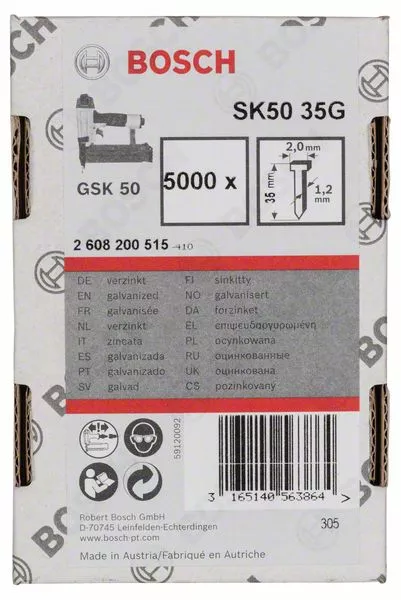 BOSCH
SK50 35G
GSK 50
5000 x
2,0 mm
35 mm
1,2 mm
2 608 200 515 -410
DE verzinkt FI sinkitty
EN galvanized NO galvanisert
FR galvanisée DA forzinket
NL verzinkt EL επιψευδαργυρωμένη
IT zincata PL ocynkowana
ES galvanizada RU оцинкованные
PT galvanizado UK оцинкована
SV galvad CS pozinkovaný
59120092
3 165140 563864 >
Robert Bosch GmbH
D-70745 Leinfelden-Echterdingen
www.bosch-pt.com
305
Made in Austria/Fabriqué en Autriche